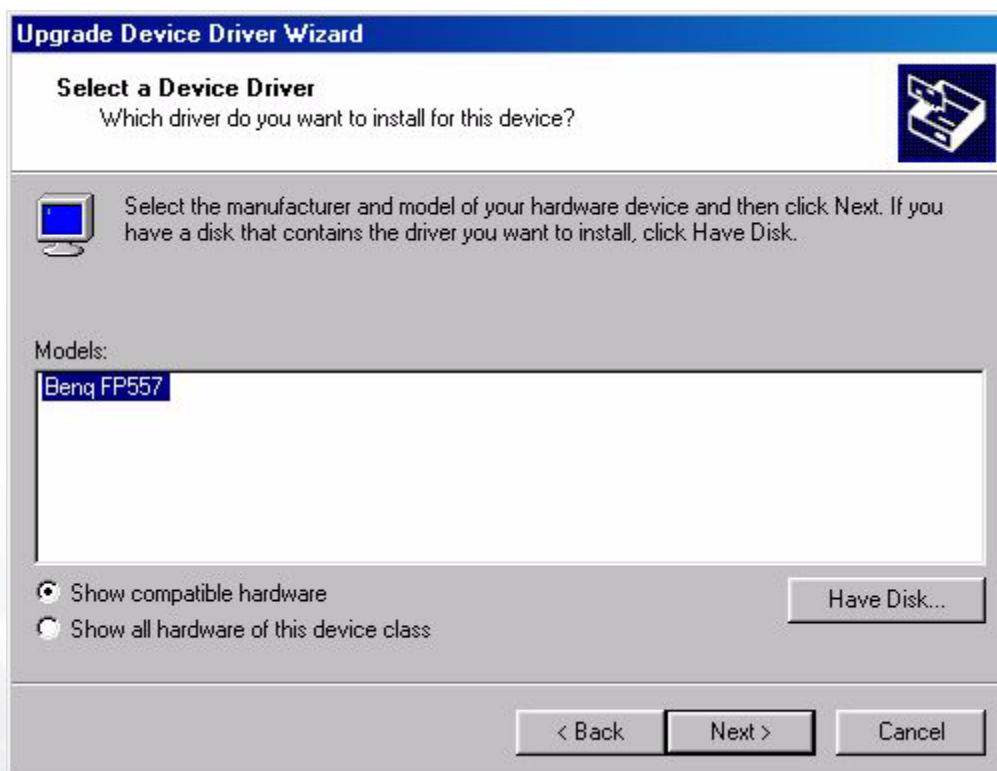 Upgrade Device Driver Wizard
Select a Device Driver
Which driver do you want to install for this device?
Select the manufacturer and model of your hardware device and then click Next. If you
have a disk that contains the driver you want to install, click Have Disk.
Models:
Benq FP557
Show compatible hardware
Show all hardware of this device class
Have Disk...
< Back
Next >
Cancel